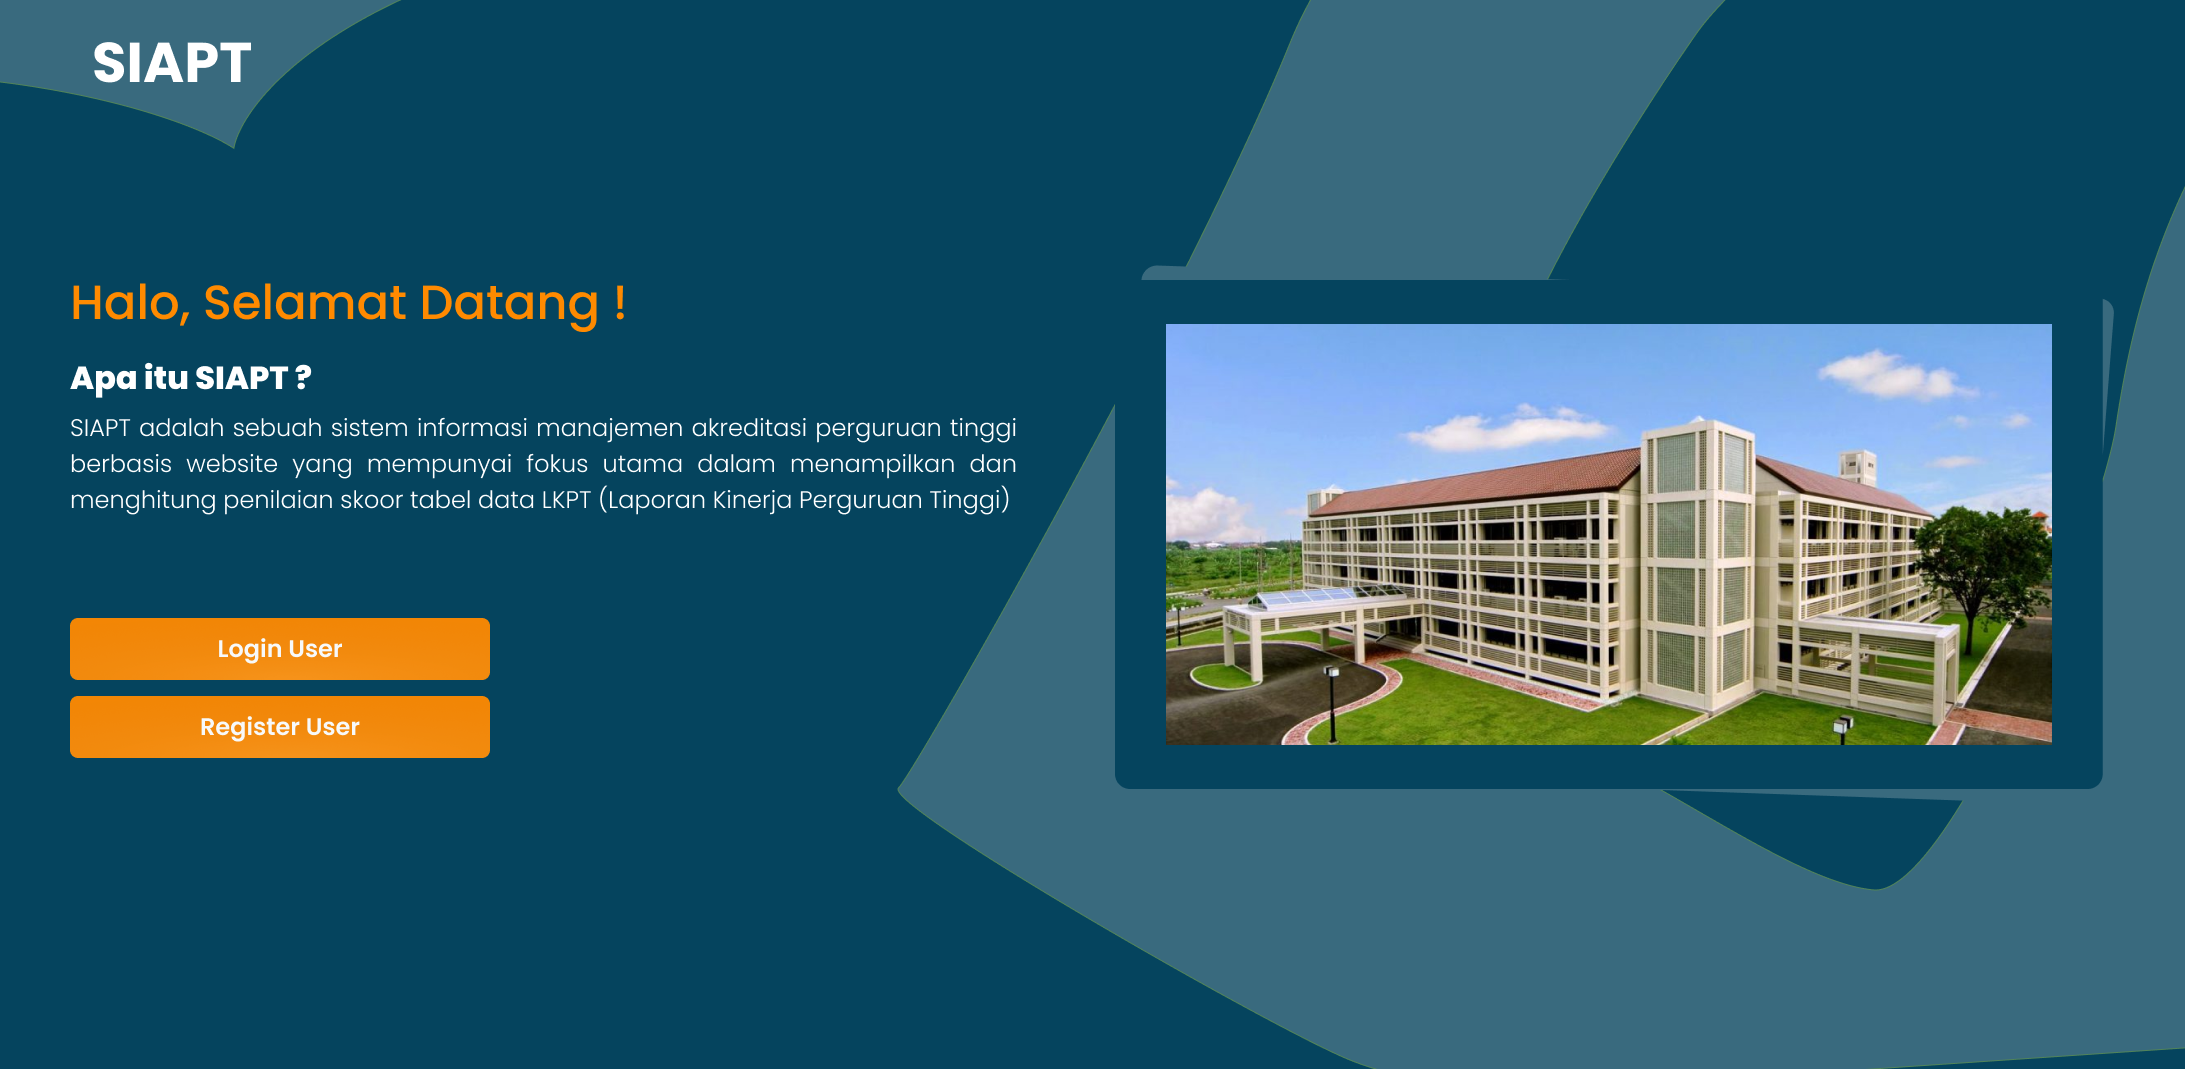 SIAPT
Halo, Selamat Datang !
Apa itu SIAPT ?
SIAPT adalah sebuah sistem informasi manajemen akreditasi perguruan tinggi
berbasis website yang mempunyai fokus utama dalam menampilkan dan
menghitung penilaian skoor tabel data LKPT (Laporan Kinerja Perguruan Tinggi)
Login User
Register User